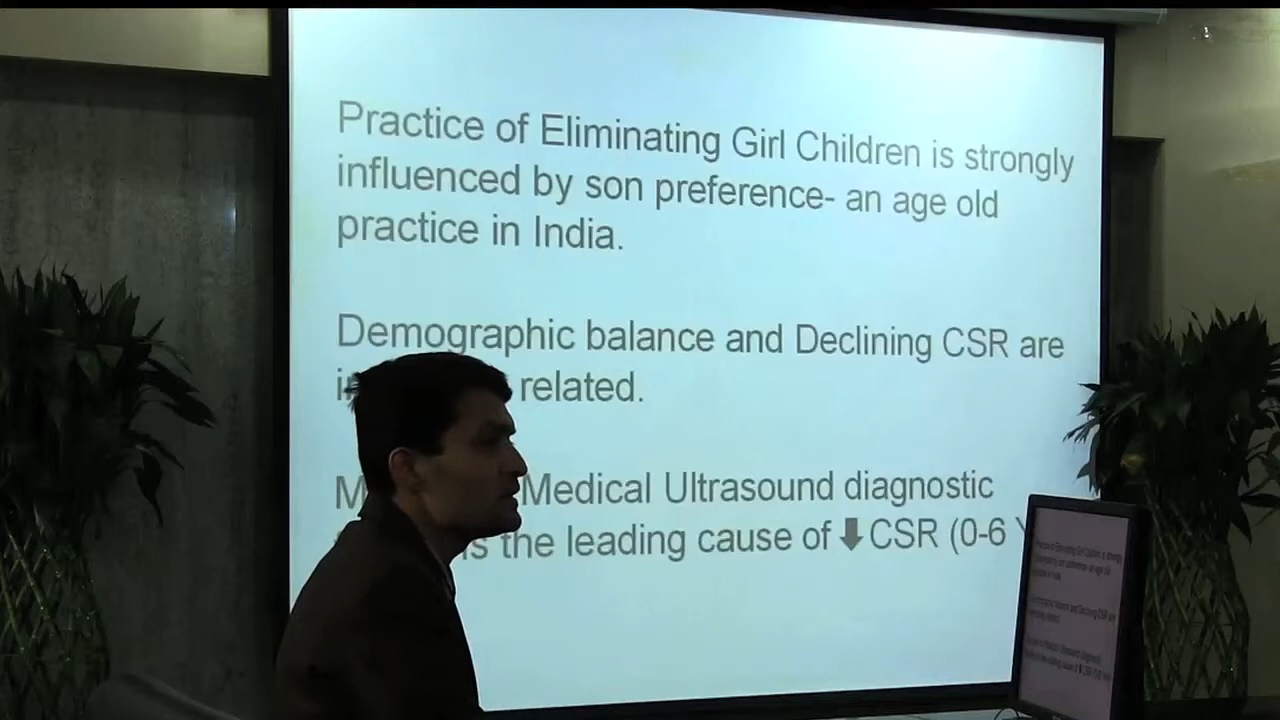 Practice of Eliminating Girl Children is strongly
influenced by son preference- an age old
practice in India.
Demographic balance and Declining CSR are
related.
Medical Ultrasound diagnostic
is the leading cause of ⬇CSR (0-6